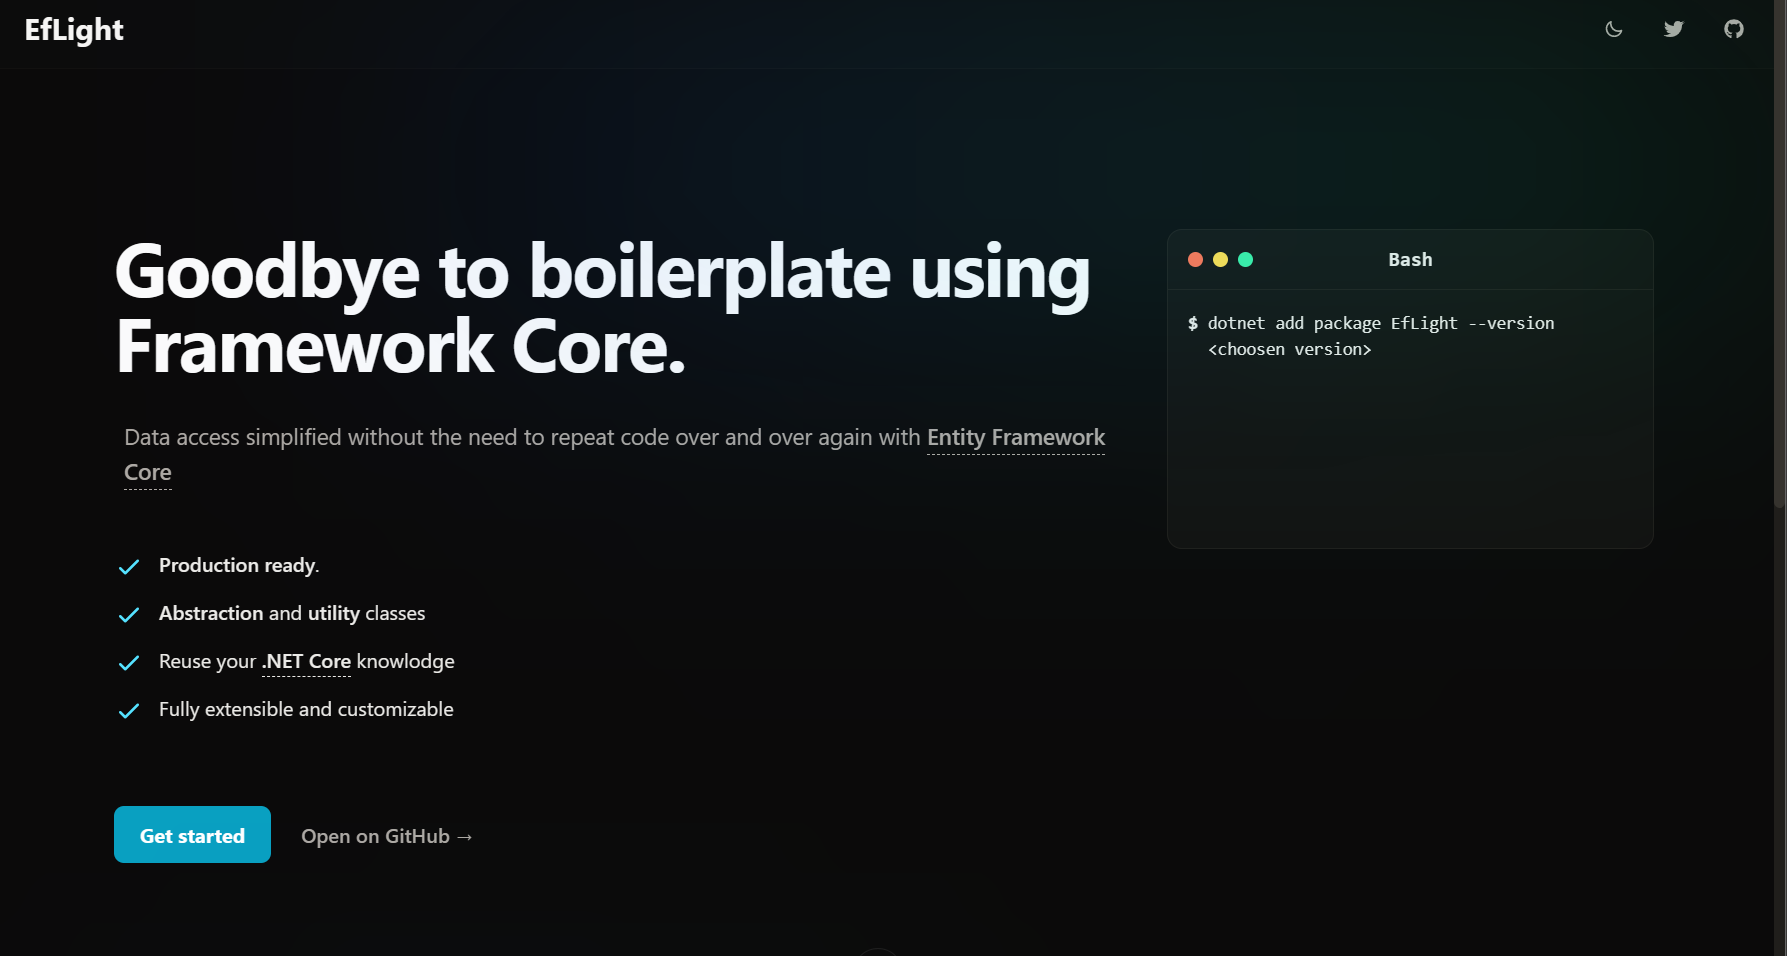 EfLight
Goodbye to boilerplate using
Framework Core.
Data access simplified without the need to repeat code over and over again with Entity Framework
Core
Production ready.
Abstraction and utility classes
Reuse your .NET Core knowlodge
Fully extensible and customizable
Get started
Open on GitHub →
Bash
$ dotnet add package EfLight --version
<choosen version>